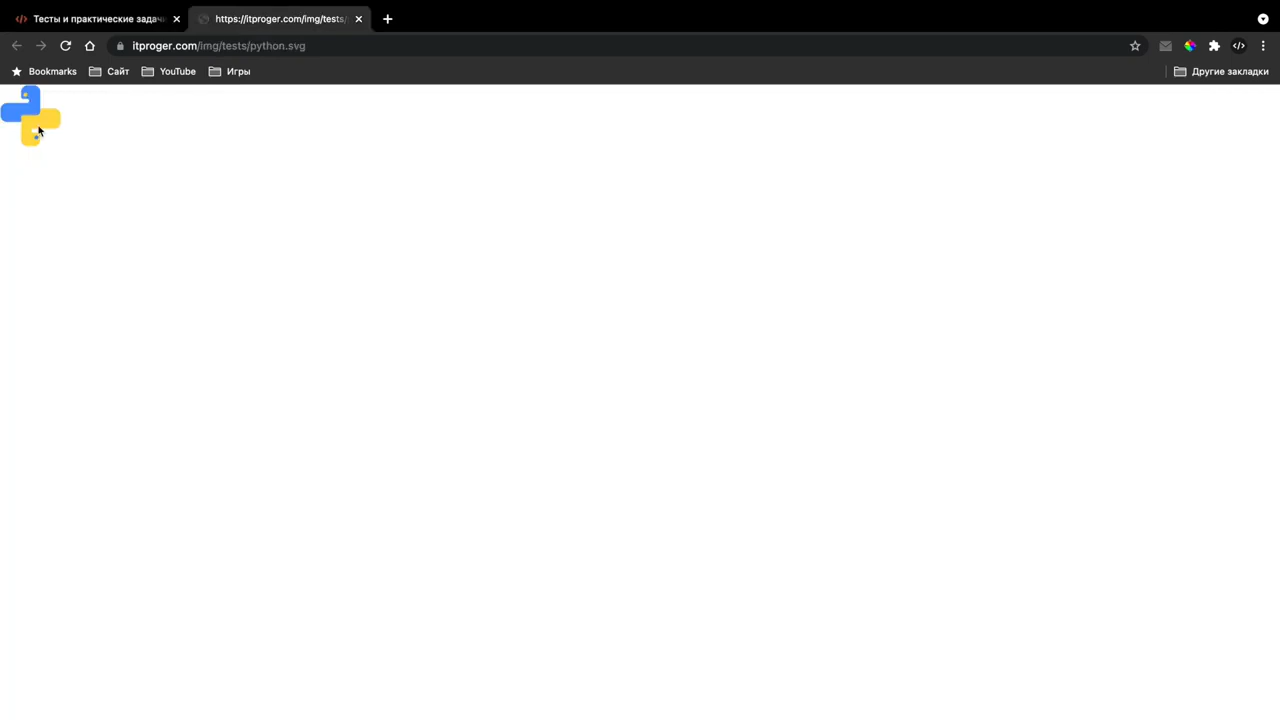 Тесты и практические задачи
https://itproger.com/img/tests/
itproger.com/img/tests/python.svg
Bookmarks Сайт YouTube Игры Другие закладки